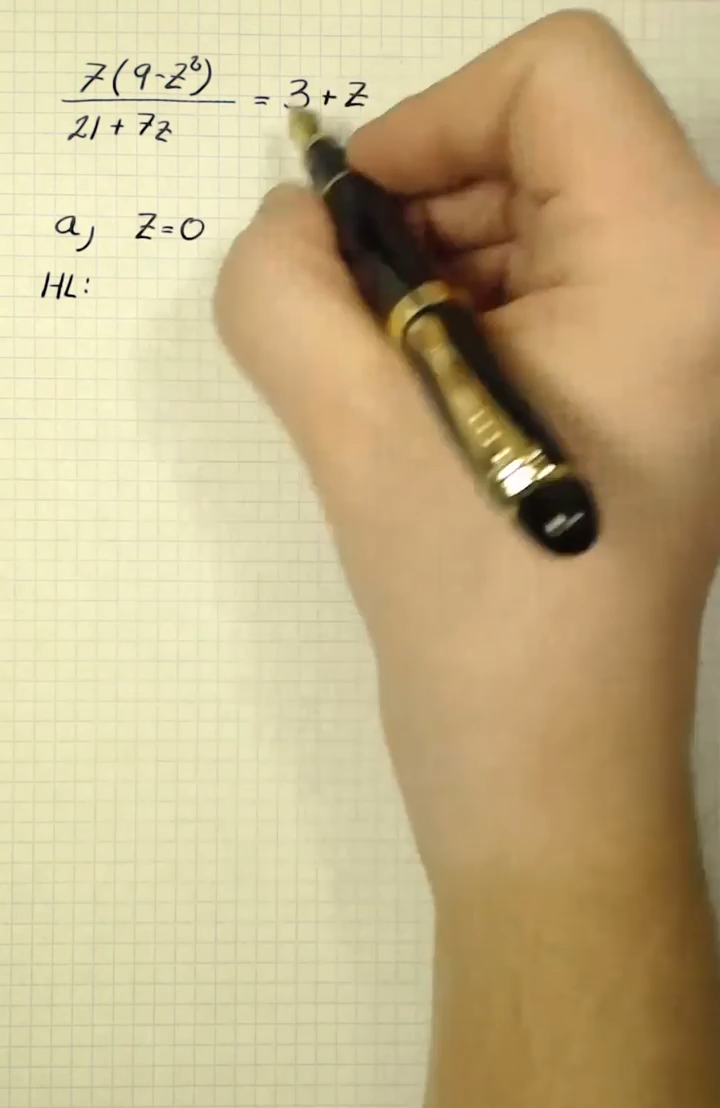 7(9-z²)
21+7z = 3+z
a) z=0
HL: